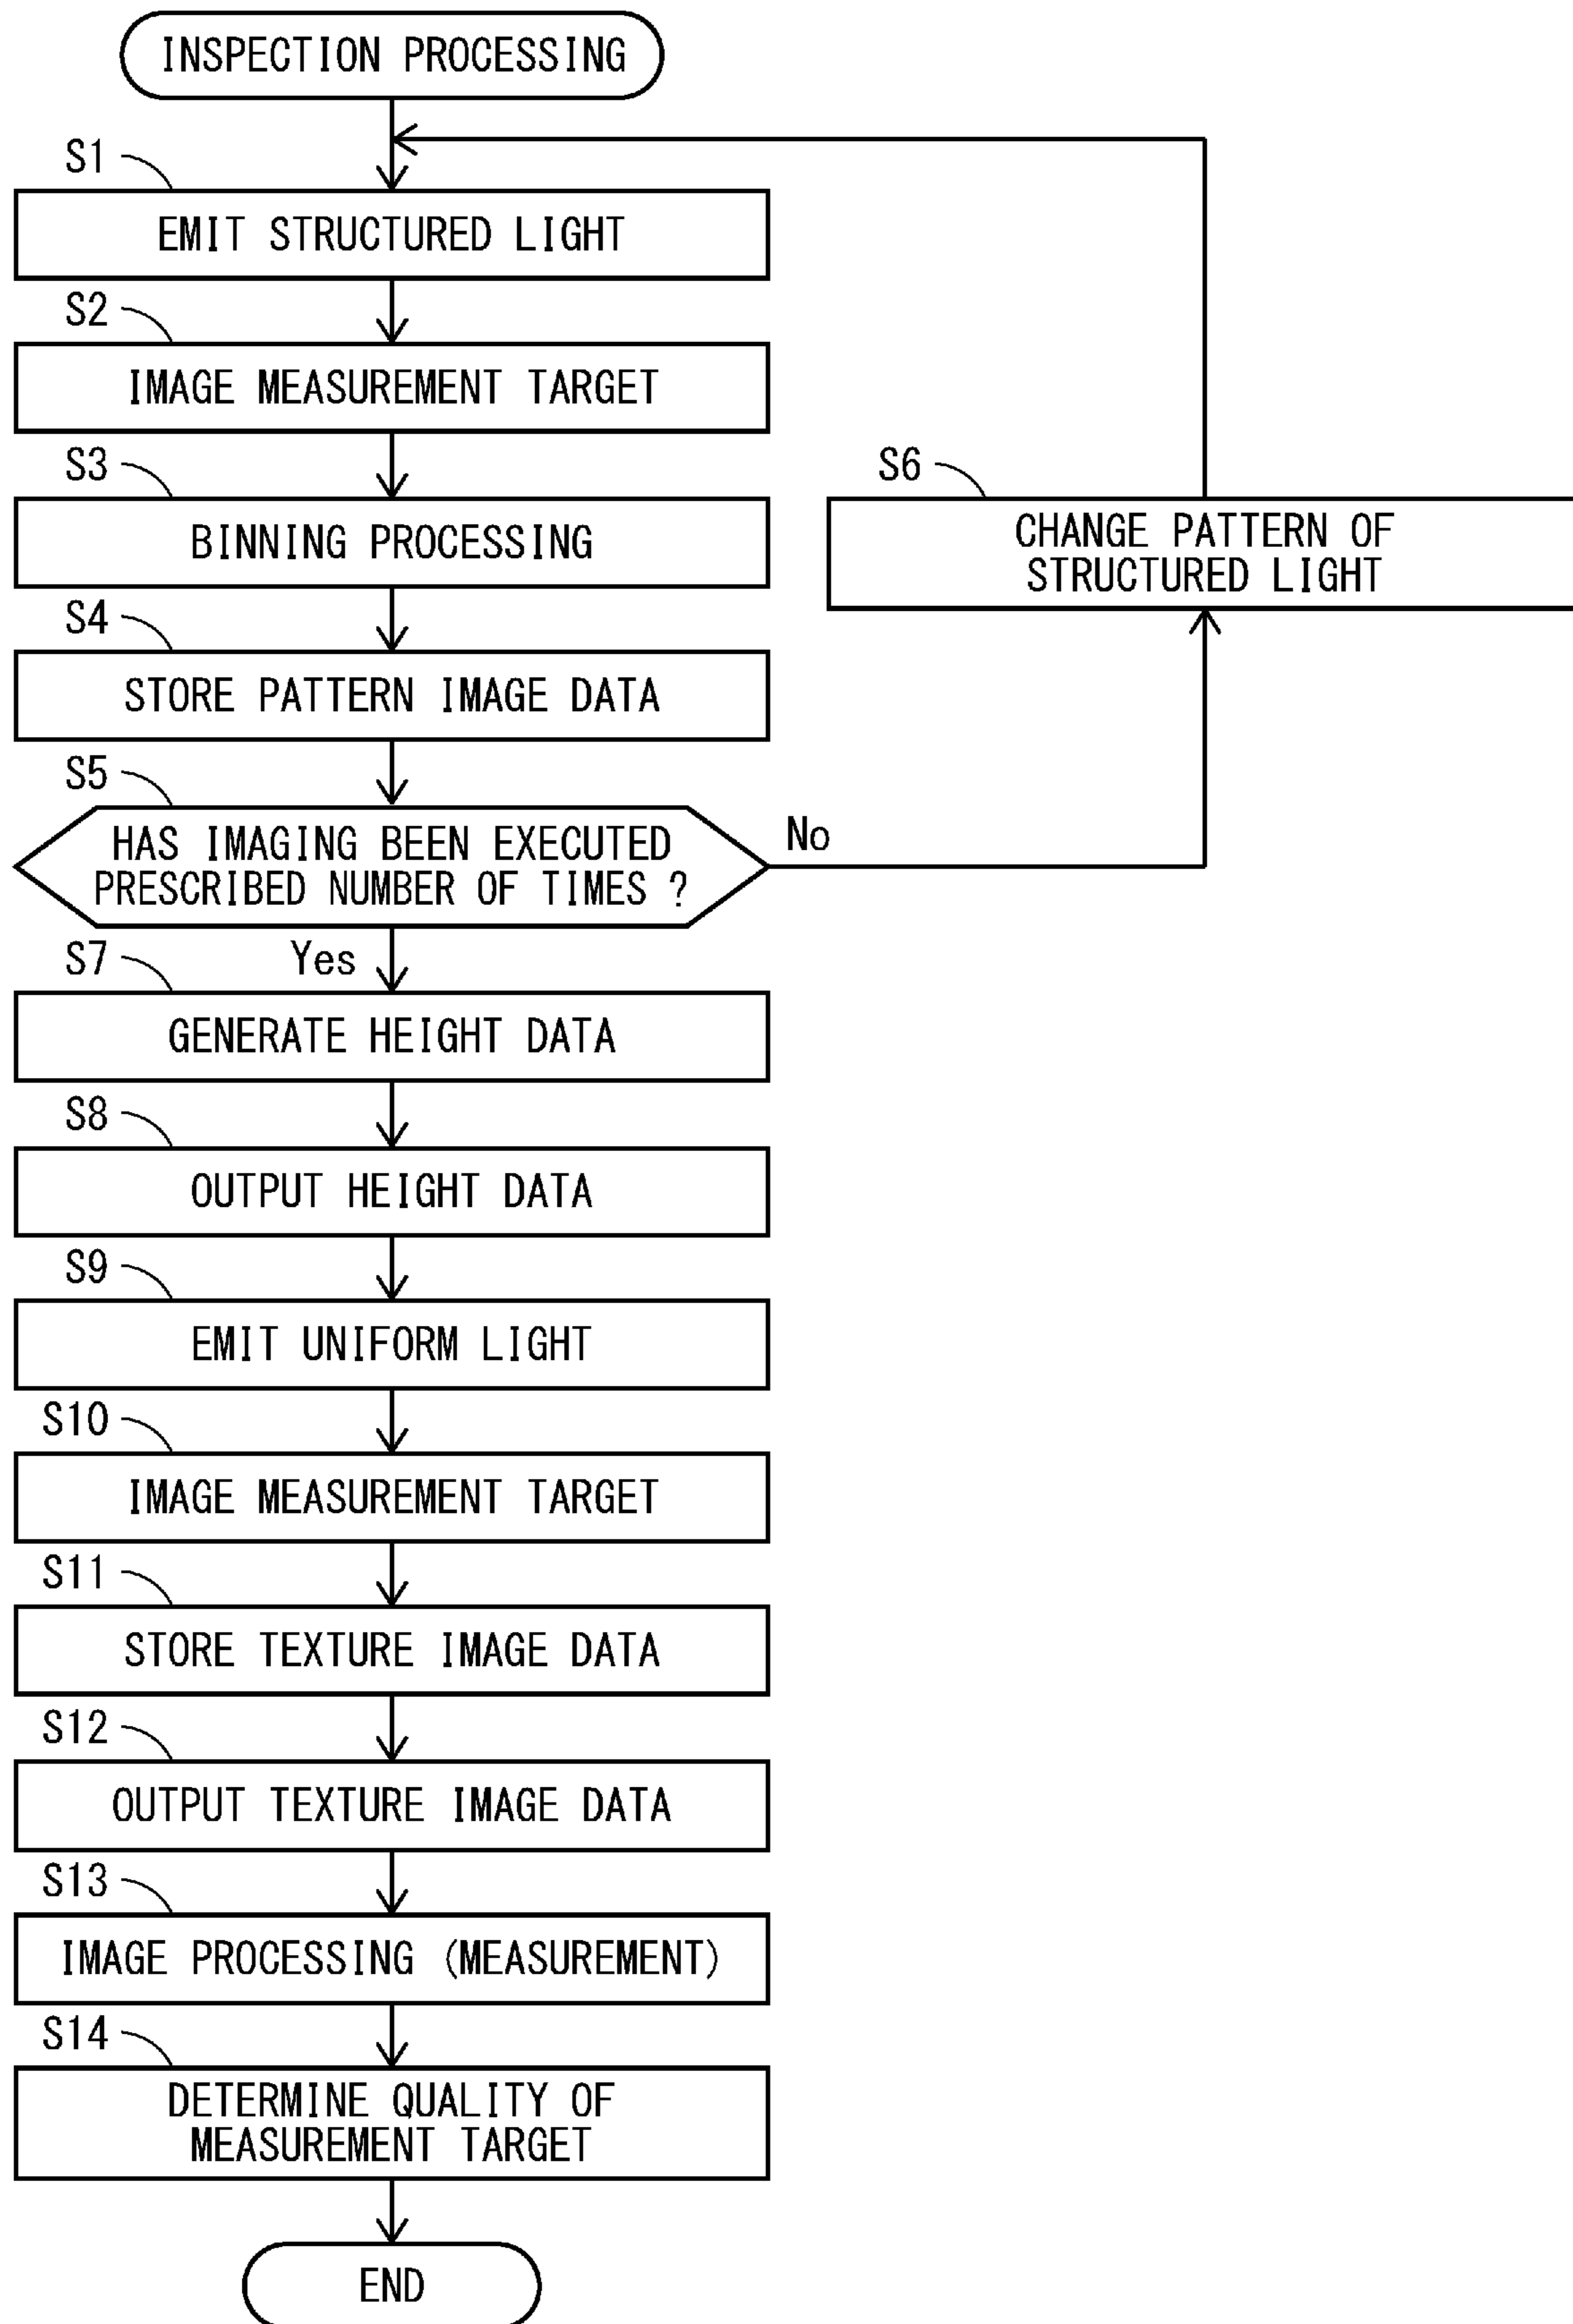 INSPECTION PROCESSING
S1
EMIT STRUCTURED LIGHT
S2
IMAGE MEASUREMENT TARGET
S3
BINNING PROCESSING
S6
CHANGE PATTERN OF
STRUCTURED LIGHT
S4
STORE PATTERN IMAGE DATA
S5
HAS IMAGING BEEN EXECUTED
PRESCRIBED NUMBER OF TIMES ?
No
Yes
S7
GENERATE HEIGHT DATA
S8
OUTPUT HEIGHT DATA
S9
EMIT UNIFORM LIGHT
S10
IMAGE MEASUREMENT TARGET
S11
STORE TEXTURE IMAGE DATA
S12
OUTPUT TEXTURE IMAGE DATA
S13
IMAGE PROCESSING (MEASUREMENT)
S14
DETERMINE QUALITY OF
MEASUREMENT TARGET
END